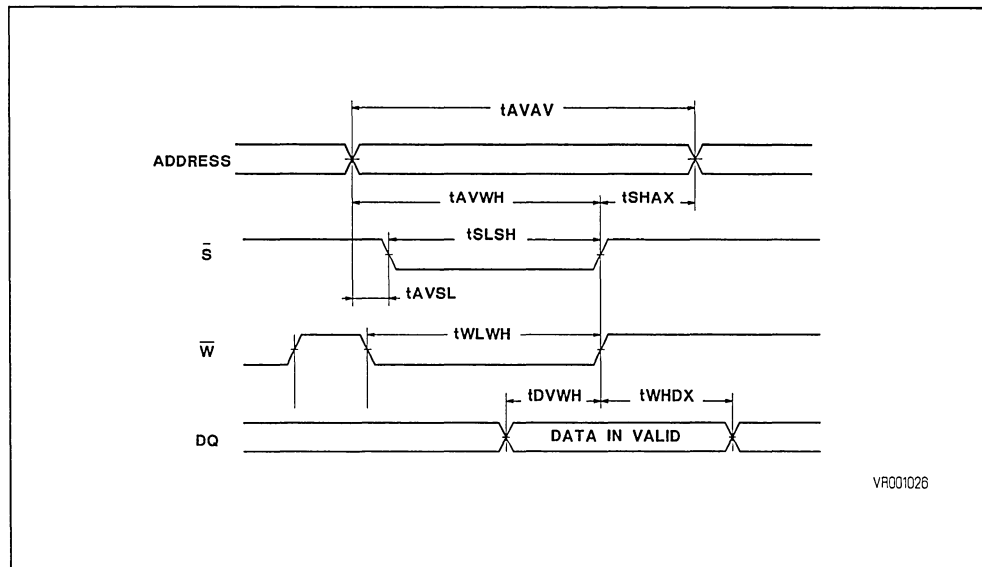 tAVAV
ADDRESS
tAVWH
tSHAX
S̅
tSLSH
tAVSL
W̅
tWLWH
tDVWH
tWHDX
DQ
DATA IN VALID
VR001026